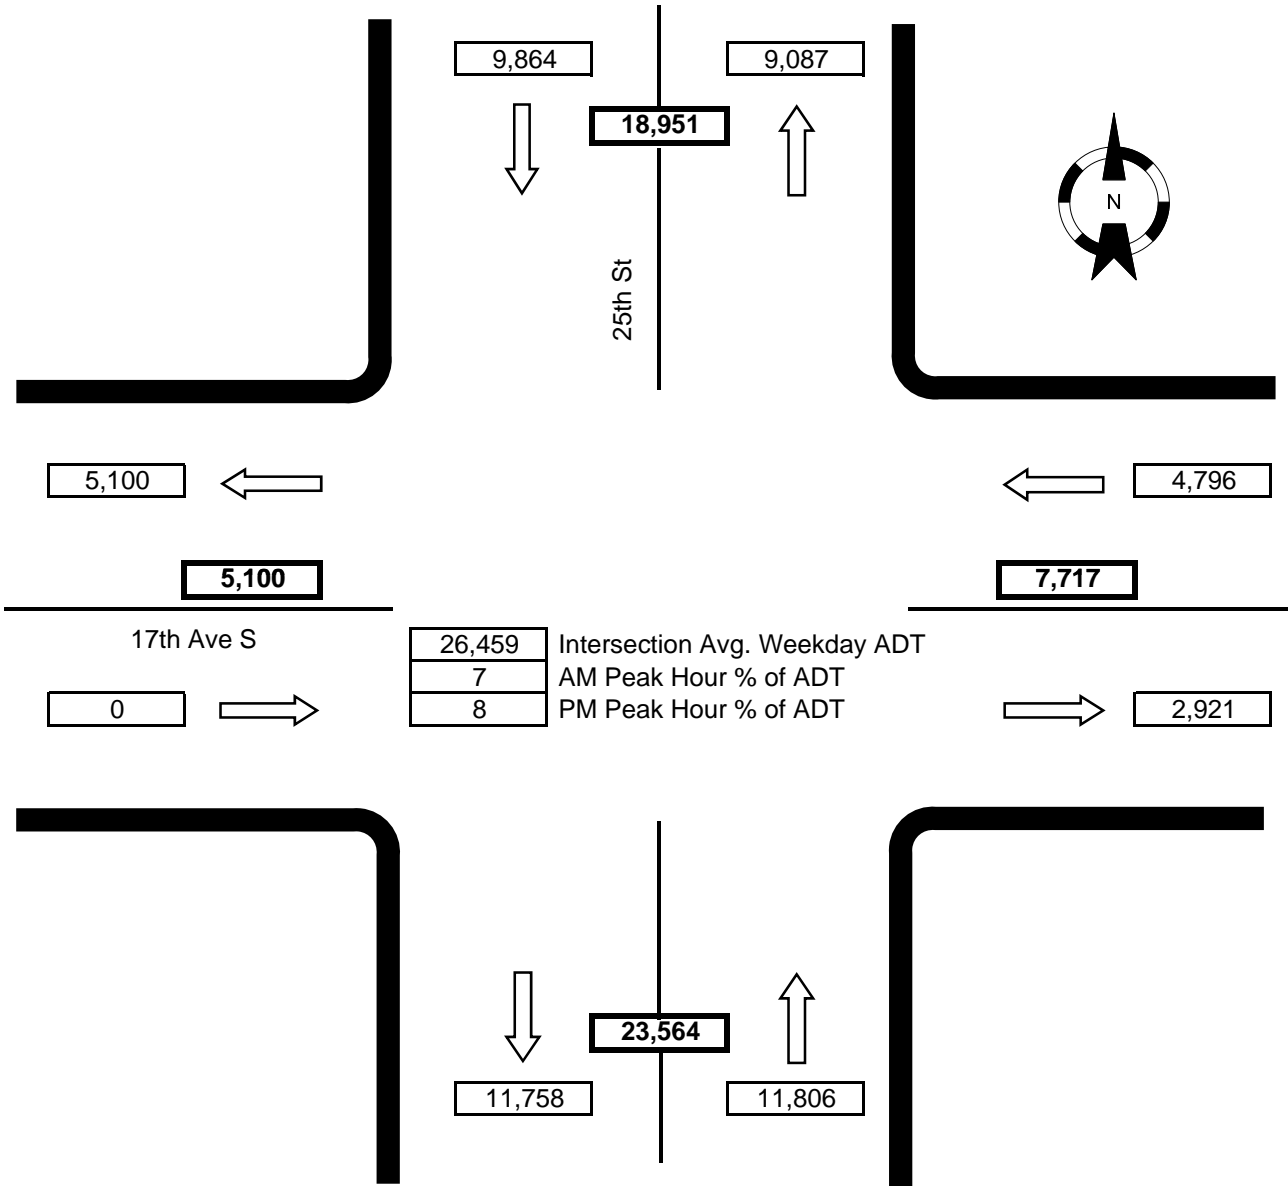 9,864
9,087
18,951
N
25th St
5,100
4,796
5,100
7,717
17th Ave S
26,459 Intersection Avg. Weekday ADT
7 AM Peak Hour % of ADT
8 PM Peak Hour % of ADT
0
2,921
23,564
11,758
11,806